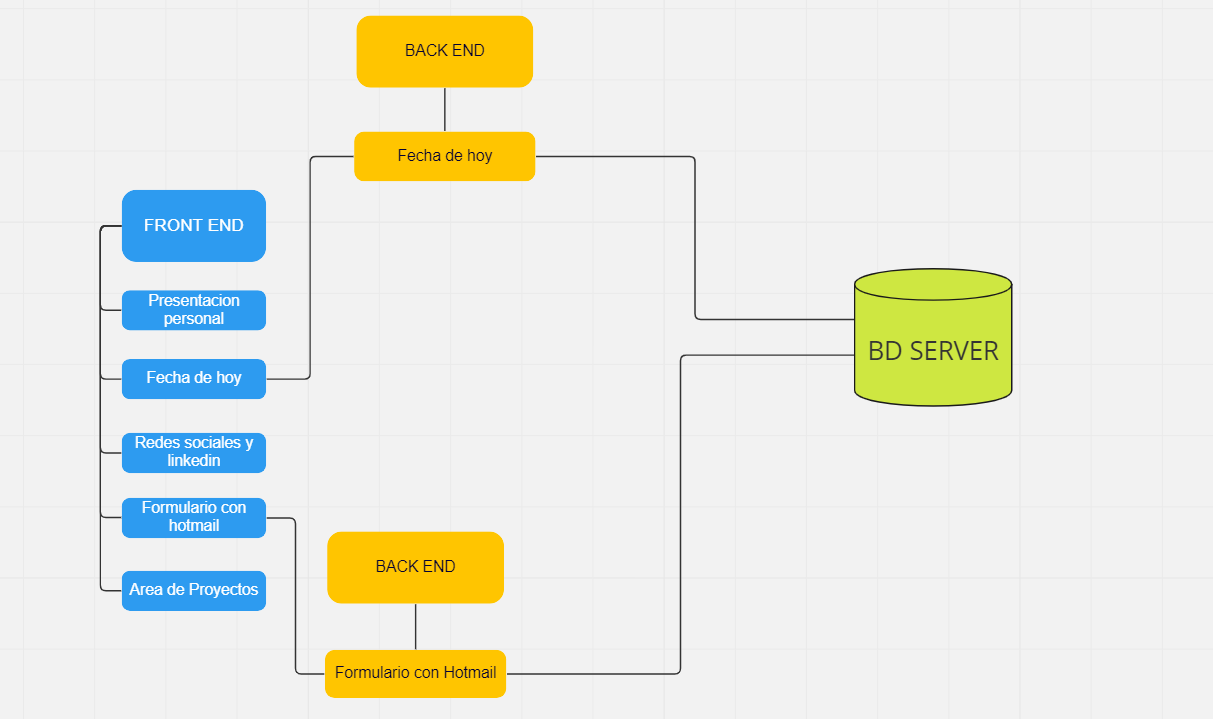 BACK END
Fecha de hoy
FRONT END
Presentacion
personal
Fecha de hoy
Redes sociales y
linkedin
Formulario con
hotmail
Area de Proyectos
BACK END
Formulario con Hotmail
BD SERVER